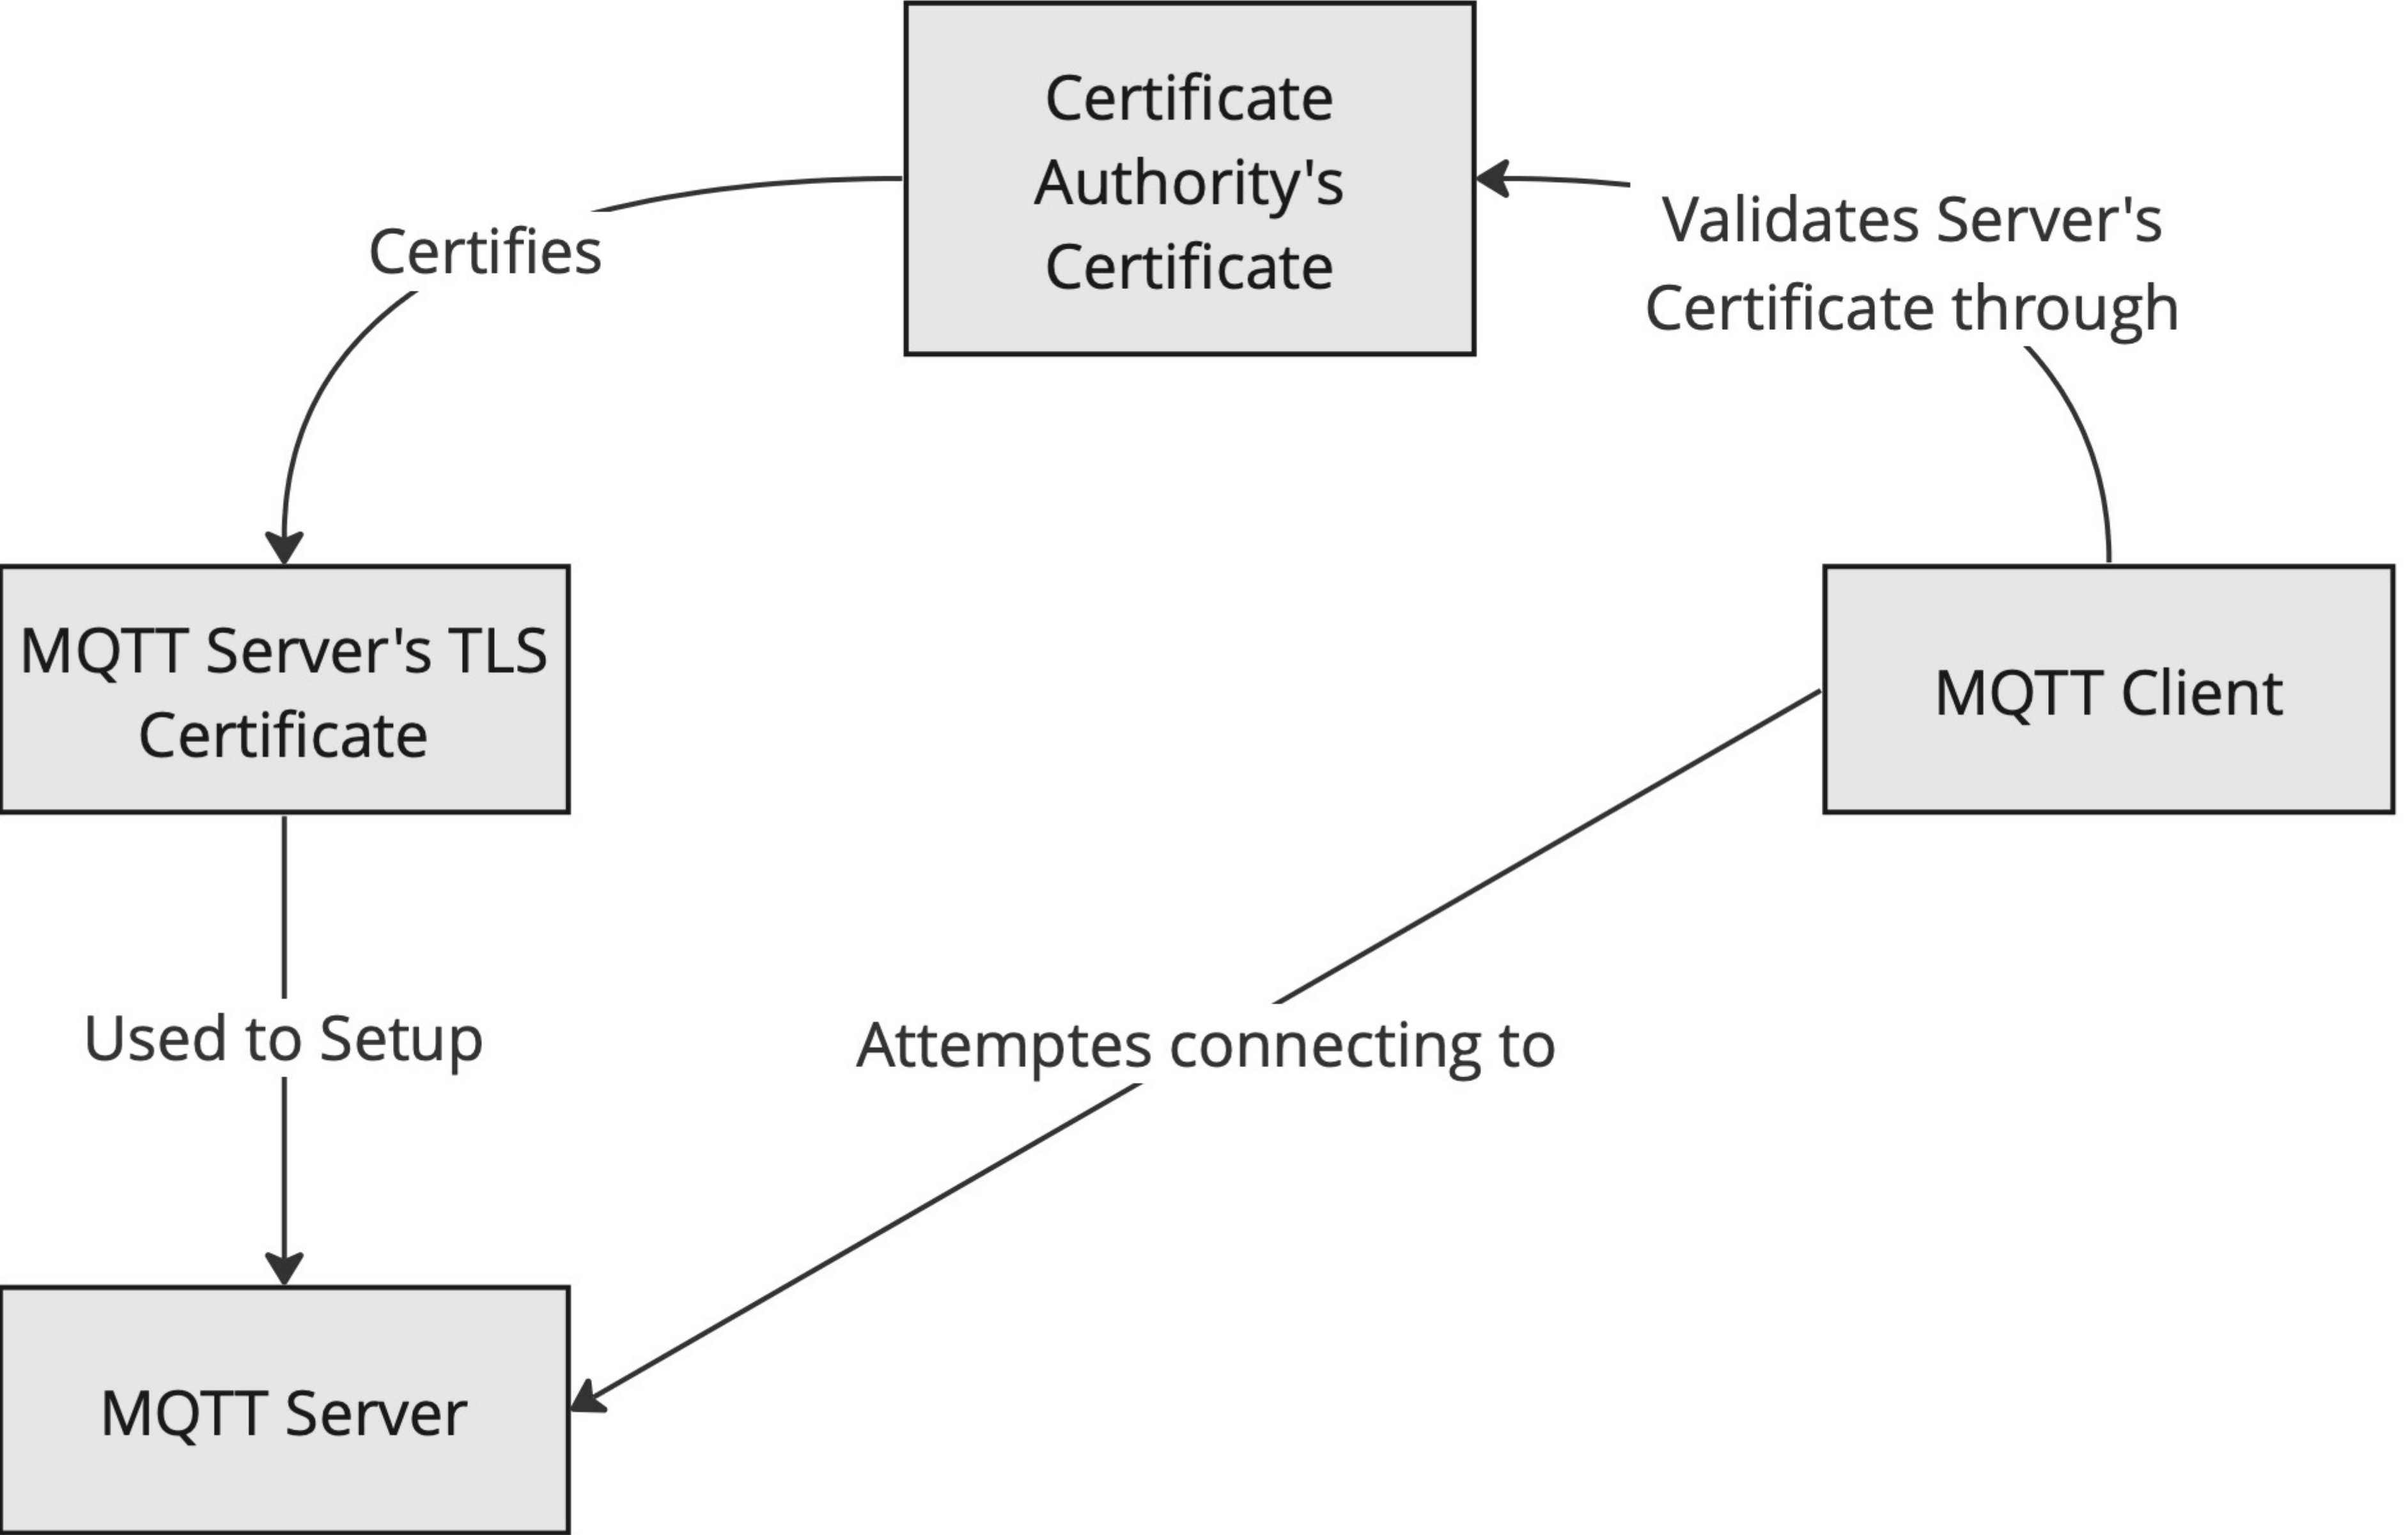 Certificate
Authority's
Certificate
Certifies
Validates Server's
Certificate through
MQTT Server's TLS
Certificate
MQTT Client
Used to Setup
Attemptes connecting to
MQTT Server